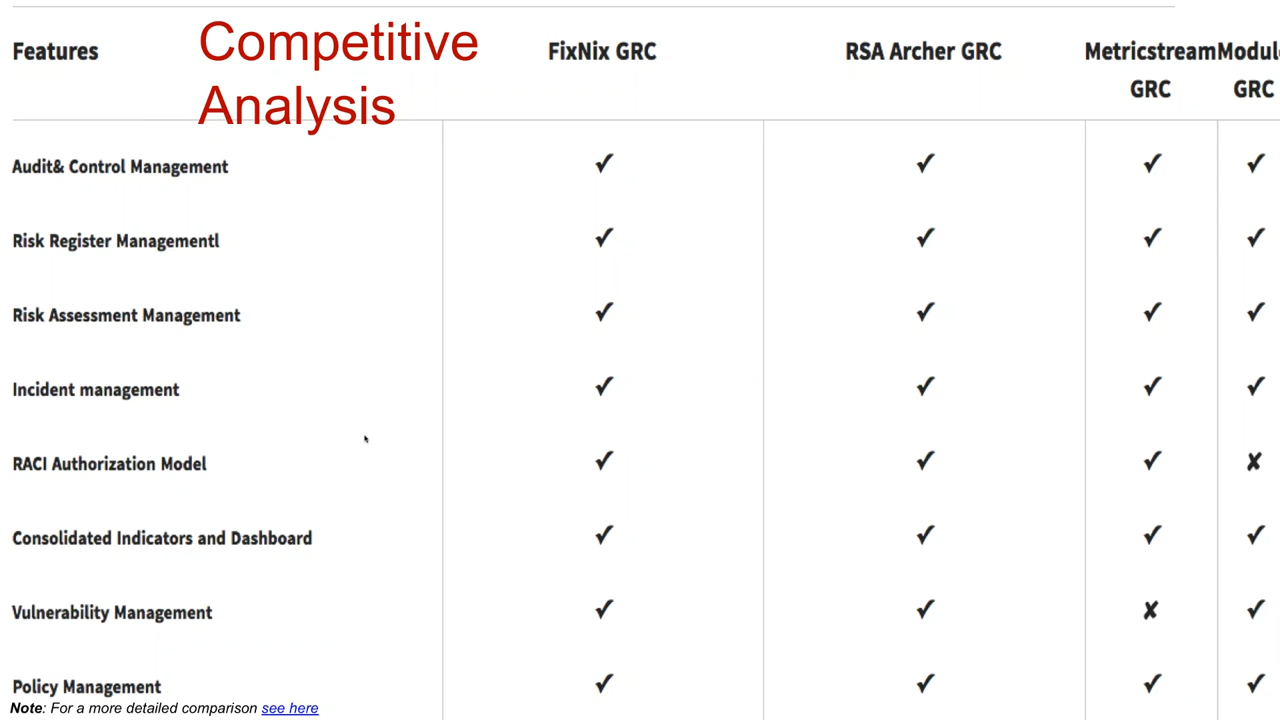 Competitive
Analysis
Features FixNix GRC RSA Archer GRC Metricstream GRC Modul GRC
Audit& Control Management ✓ ✓ ✓ ✓
Risk Register Managementl ✓ ✓ ✓ ✓
Risk Assessment Management ✓ ✓ ✓ ✓
Incident management ✓ ✓ ✓ ✓
RACI Authorization Model ✓ ✓ ✓ ✗
Consolidated Indicators and Dashboard ✓ ✓ ✓ ✓
Vulnerability Management ✓ ✓ ✗ ✓
Policy Management ✓ ✓ ✓ ✓
Note: For a more detailed comparison see here